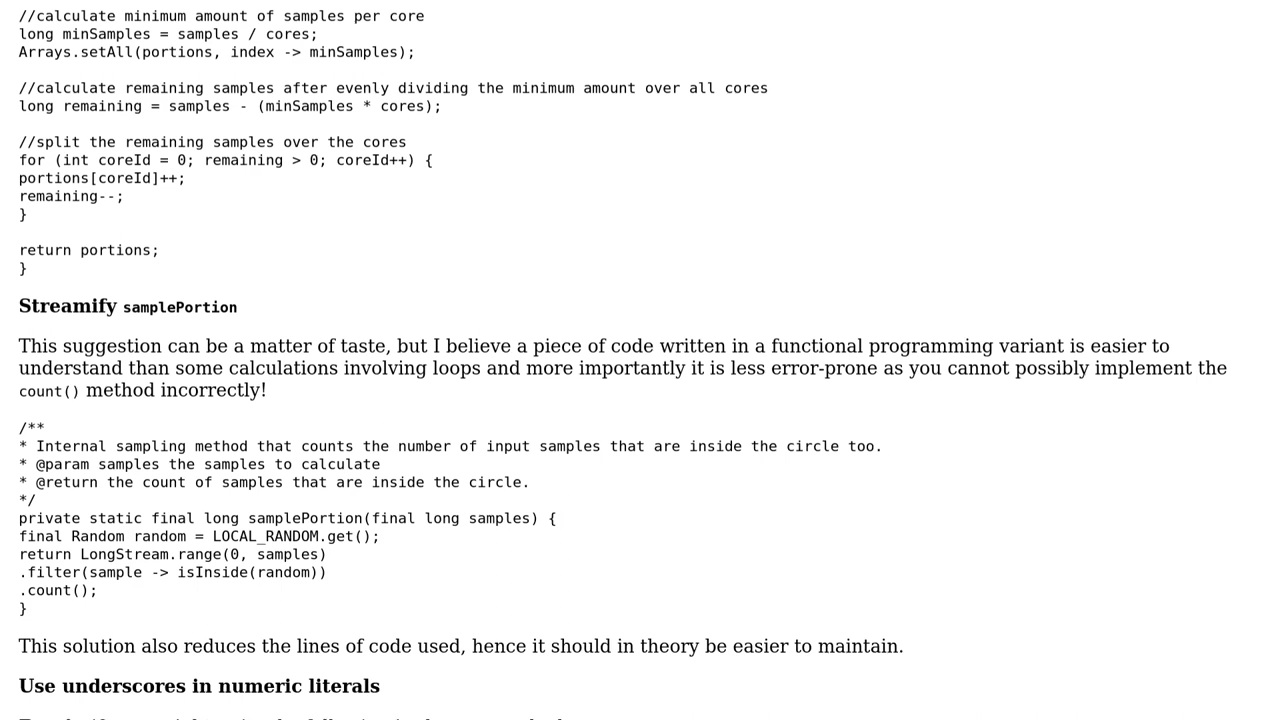 //calculate minimum amount of samples per core
long minSamples = samples / cores;
Arrays.setAll(portions, index -> minSamples);
//calculate remaining samples after evenly dividing the minimum amount over all cores
long remaining = samples - (minSamples * cores);
//split the remaining samples over the cores
for (int coreId = 0; remaining > 0; coreId++) {
portions[coreId]++;
remaining--;
}
return portions;
}
Streamify samplePortion
This suggestion can be a matter of taste, but I believe a piece of code written in a functional programming variant is easier to
understand than some calculations involving loops and more importantly it is less error-prone as you cannot possibly implement the
count() method incorrectly!
/**
* Internal sampling method that counts the number of input samples that are inside the circle too.
* @param samples the samples to calculate
* @return the count of samples that are inside the circle.
*/
private static final long samplePortion(final long samples) {
final Random random = LOCAL_RANDOM.get();
return LongStream.range(0, samples)
.filter(sample -> isInside(random))
.count();
}
This solution also reduces the lines of code used, hence it should in theory be easier to maintain.
Use underscores in numeric literals